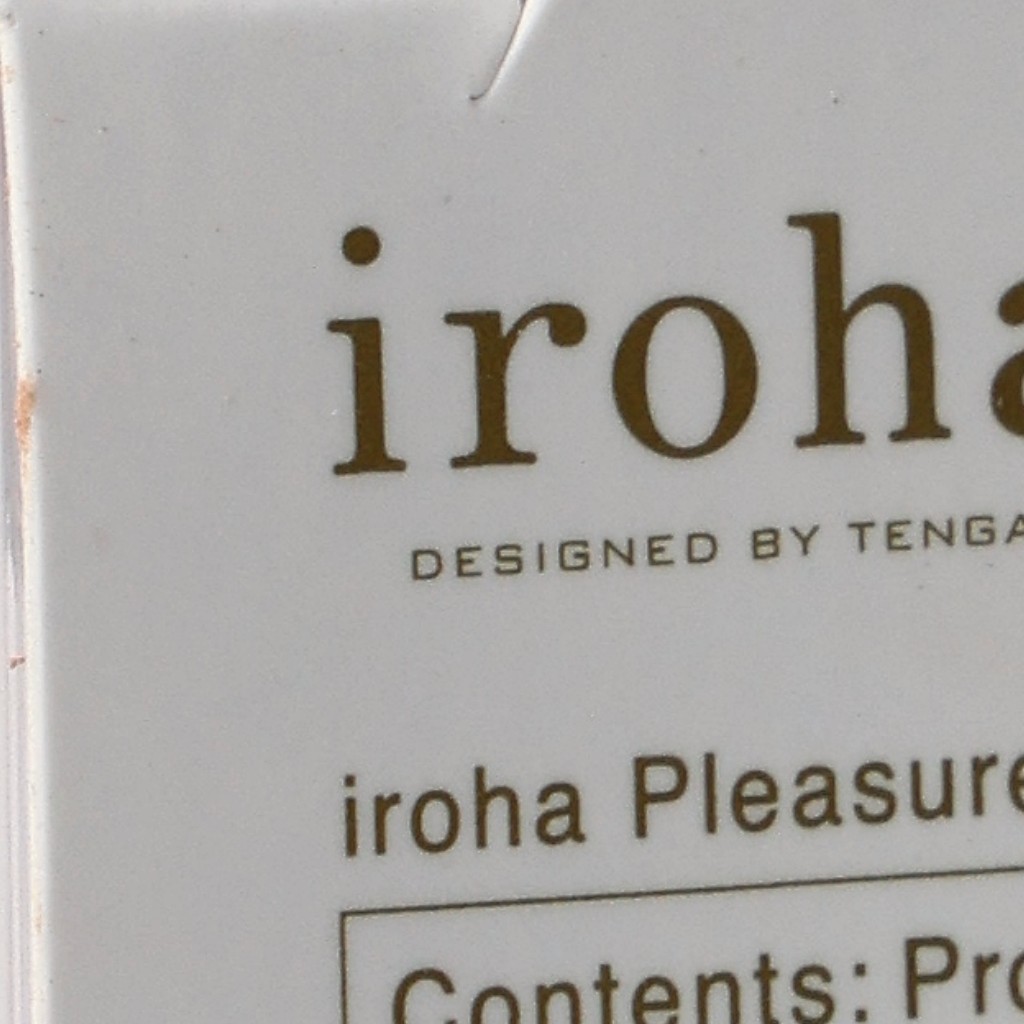 iroha
DESIGNED BY TENGA
iroha Pleasure
Contents: